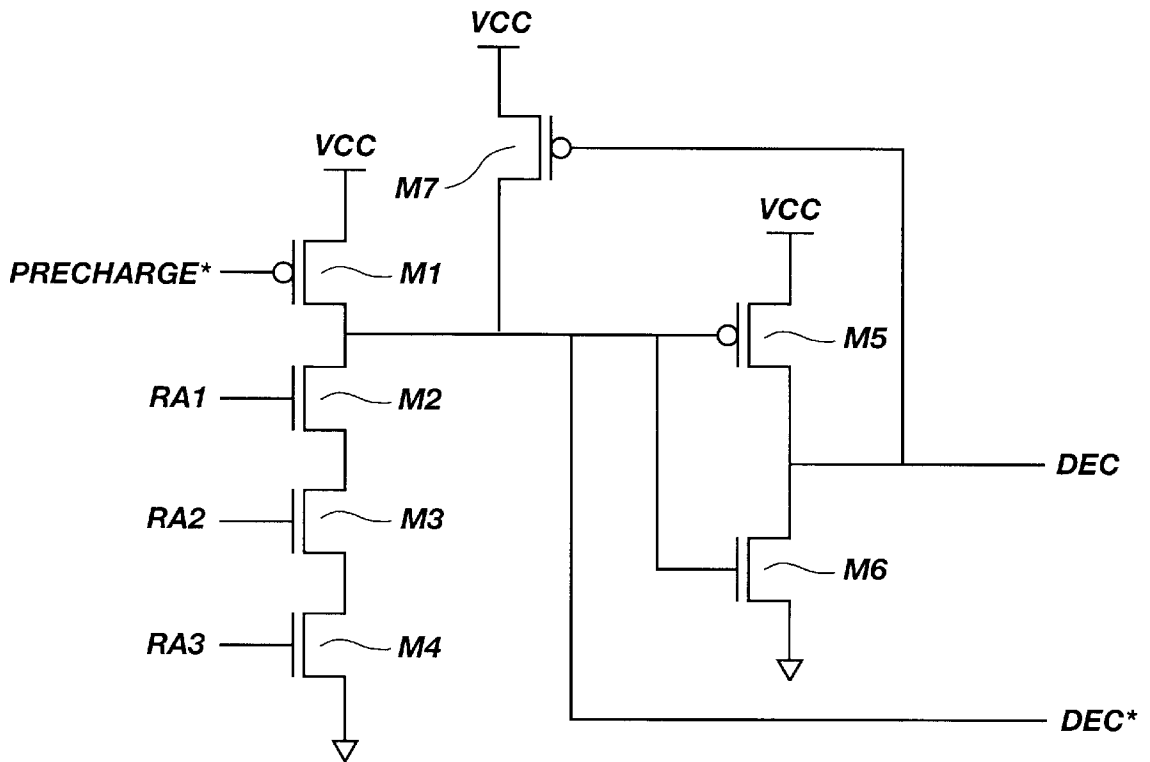 VCC
VCC
M7
VCC
PRECHARGE*
M1
M5
RA1
M2
DEC
RA2
M3
M6
RA3
M4
DEC*